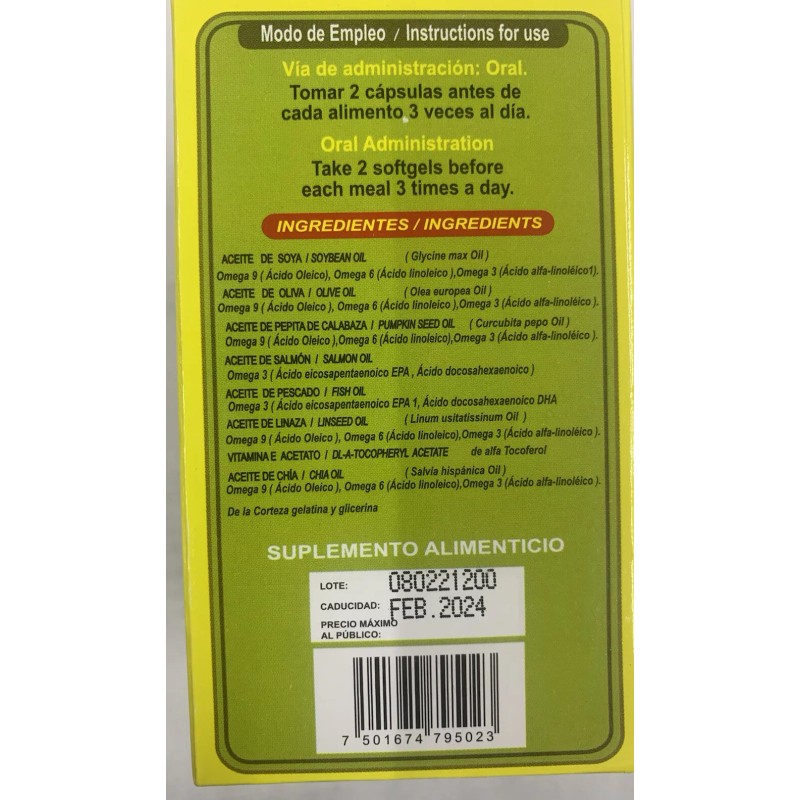 Modo de Empleo / Instructions for use
Vía de administración: Oral.
Tomar 2 cápsulas antes de
cada alimento 3 veces al día.
Oral Administration
Take 2 softgels before
each meal 3 times a day.
INGREDIENTES / INGREDIENTS
ACEITE DE SOYA / SOYBEAN OIL ( Glycine max Oil )
Omega 9 ( Ácido Oleico), Omega 6 (Ácido linoleico ),Omega 3 (Ácido alfa-linoléico1).
ACEITE DE OLIVA / OLIVE OIL ( Olea europea Oil )
Omega 9 ( Ácido Oleico ), Omega 6 (Ácido linoleico ),Omega 3 (Ácido alfa-linoléico ).
ACEITE DE PEPITA DE CALABAZA / PUMPKIN SEED OIL ( Curcubita pepo Oil )
Omega 9 ( Ácido Oleico ),Omega 6 (Ácido linoleico),Omega 3 (Ácido alfa-linoléico ).
ACEITE DE SALMÓN / SALMON OIL
Omega 3 ( Ácido eicosapentaenoico EPA , Ácido docosahexaenoico )
ACEITE DE PESCADO / FISH OIL
Omega 3 ( Ácido eicosapentaenoico EPA 1, Ácido docosahexaenoico DHA
ACEITE DE LINAZA / LINSEED OIL ( Linum usitatissinum Oil )
Omega 9 ( Ácido Oleico ), Omega 6 (Ácido linoleico),Omega 3 (Ácido alfa-linoléico ).
VITAMINA E ACETATO / DL-A-TOCOPHERYL ACETATE de alfa Tocoferol
ACEITE DE CHÍA / CHIA OIL ( Salvia hispánica Oil )
Omega 9 ( Ácido Oleico ), Omega 6 (Ácido linoleico),Omega 3 (Ácido alfa-linoléico ).
De la Corteza gelatina y glicerina
SUPLEMENTO ALIMENTICIO
LOTE: 080221200
CADUCIDAD: FEB.2024
PRECIO MÁXIMO
AL PÚBLICO:
7 501674 795023